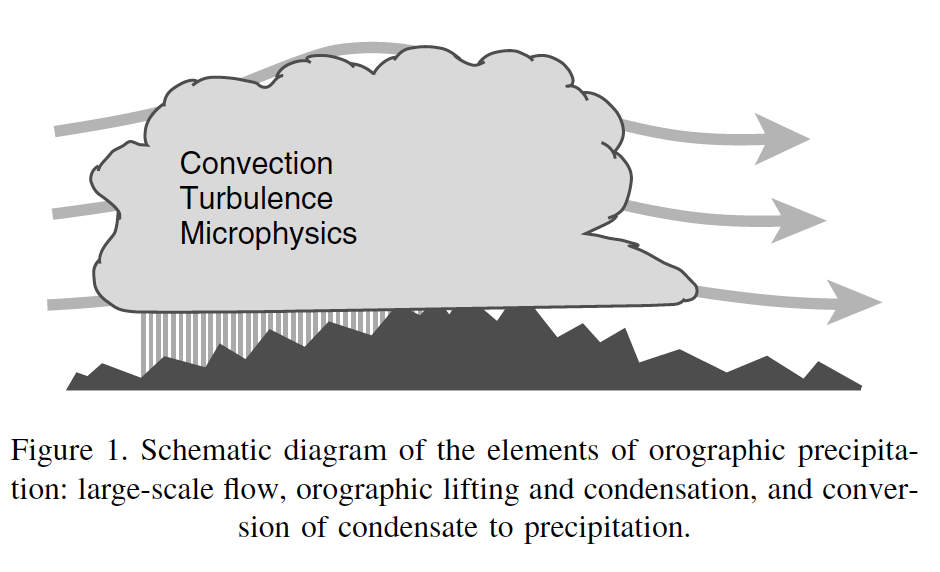 Convection
Turbulence
Microphysics
Figure 1. Schematic diagram of the elements of orographic precipita-
tion: large-scale flow, orographic lifting and condensation, and conver-
sion of condensate to precipitation.